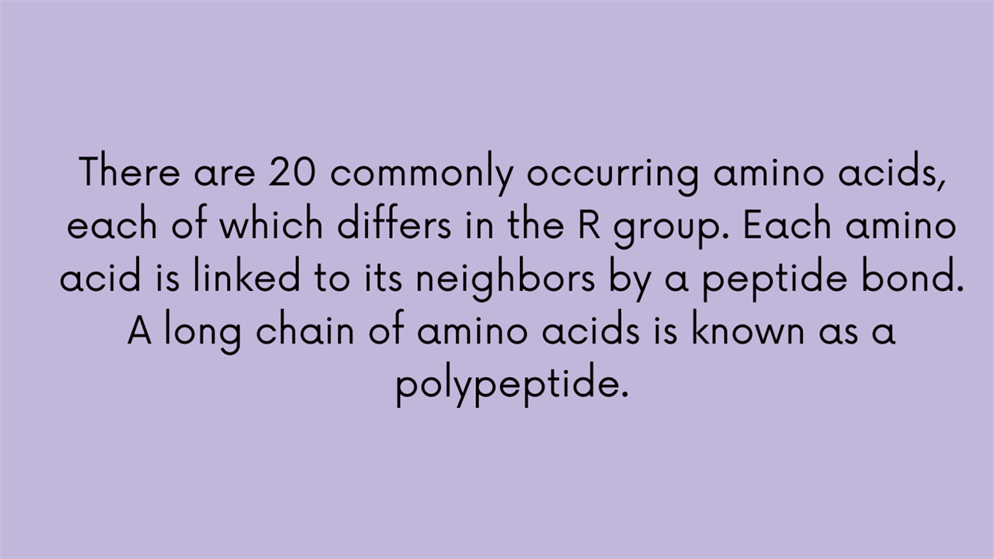 There are 20 commonly occurring amino acids,
each of which differs in the R group. Each amino
acid is linked to its neighbors by a peptide bond.
A long chain of amino acids is known as a
polypeptide.